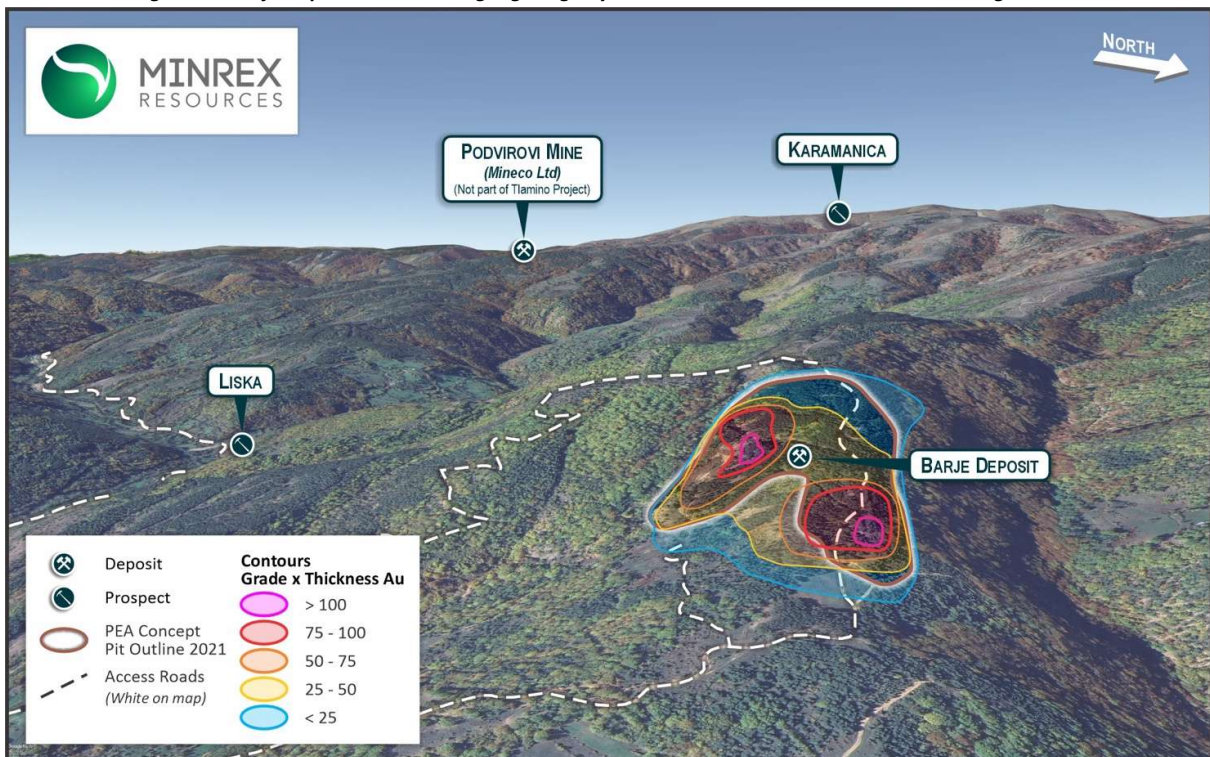 MINREX
RESOURCES
NORTH
PODVIROVI MINE
(Mineco Ltd)
(Not part of Tlamino Project)
KARAMANICA
LISKA
BARJE DEPOSIT
Deposit
Prospect
PEA Concept
Pit Outline 2021
Access Roads
(White on map)
Contours
Grade x Thickness Au
> 100
75 - 100
50 - 75
25 - 50
< 25